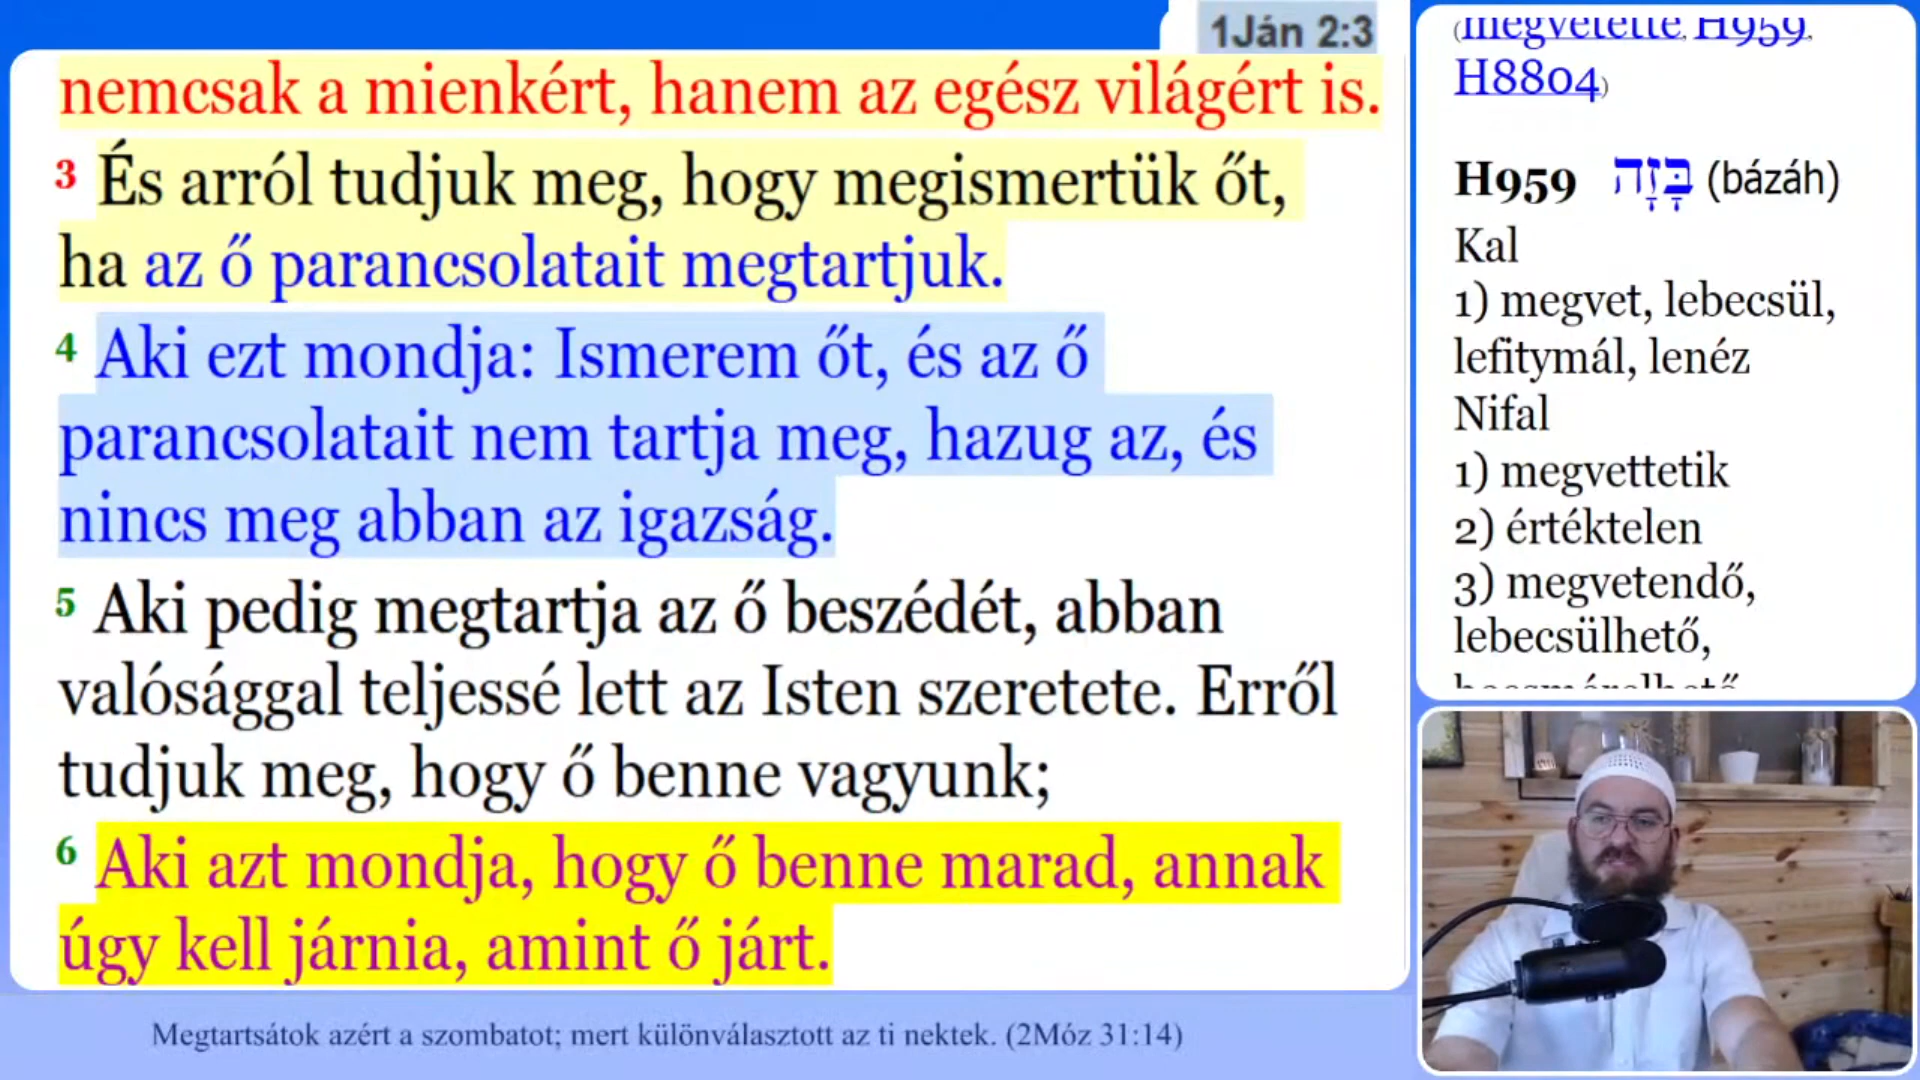 1Ján 2:3
nemcsak a mienkért, hanem az egész világért is.
3 És arról tudjuk meg, hogy megismertük őt,
ha az ő parancsolatait megtartjuk.
4 Aki ezt mondja: Ismerem őt, és az ő
parancsolatait nem tartja meg, hazug az, és
nincs meg abban az igazság.
5 Aki pedig megtartja az ő beszédét, abban
valósággal teljessé lett az Isten szeretete. Erről
tudjuk meg, hogy ő benne vagyunk;
6 Aki azt mondja, hogy ő benne marad, annak
úgy kell járnia, amint ő járt.
Megtartsátok azért a szombatot; mert különválasztott az ti nektek. (2Móz 31:14)
(megvetette, H959,
H8804)
H959 בָּזָה (bázáh)
Kal
1) megvet, lebecsül,
lefitymál, lenéz
Nifal
1) megvettetik
2) értéktelen
3) megvetendő,
lebecsülhető,